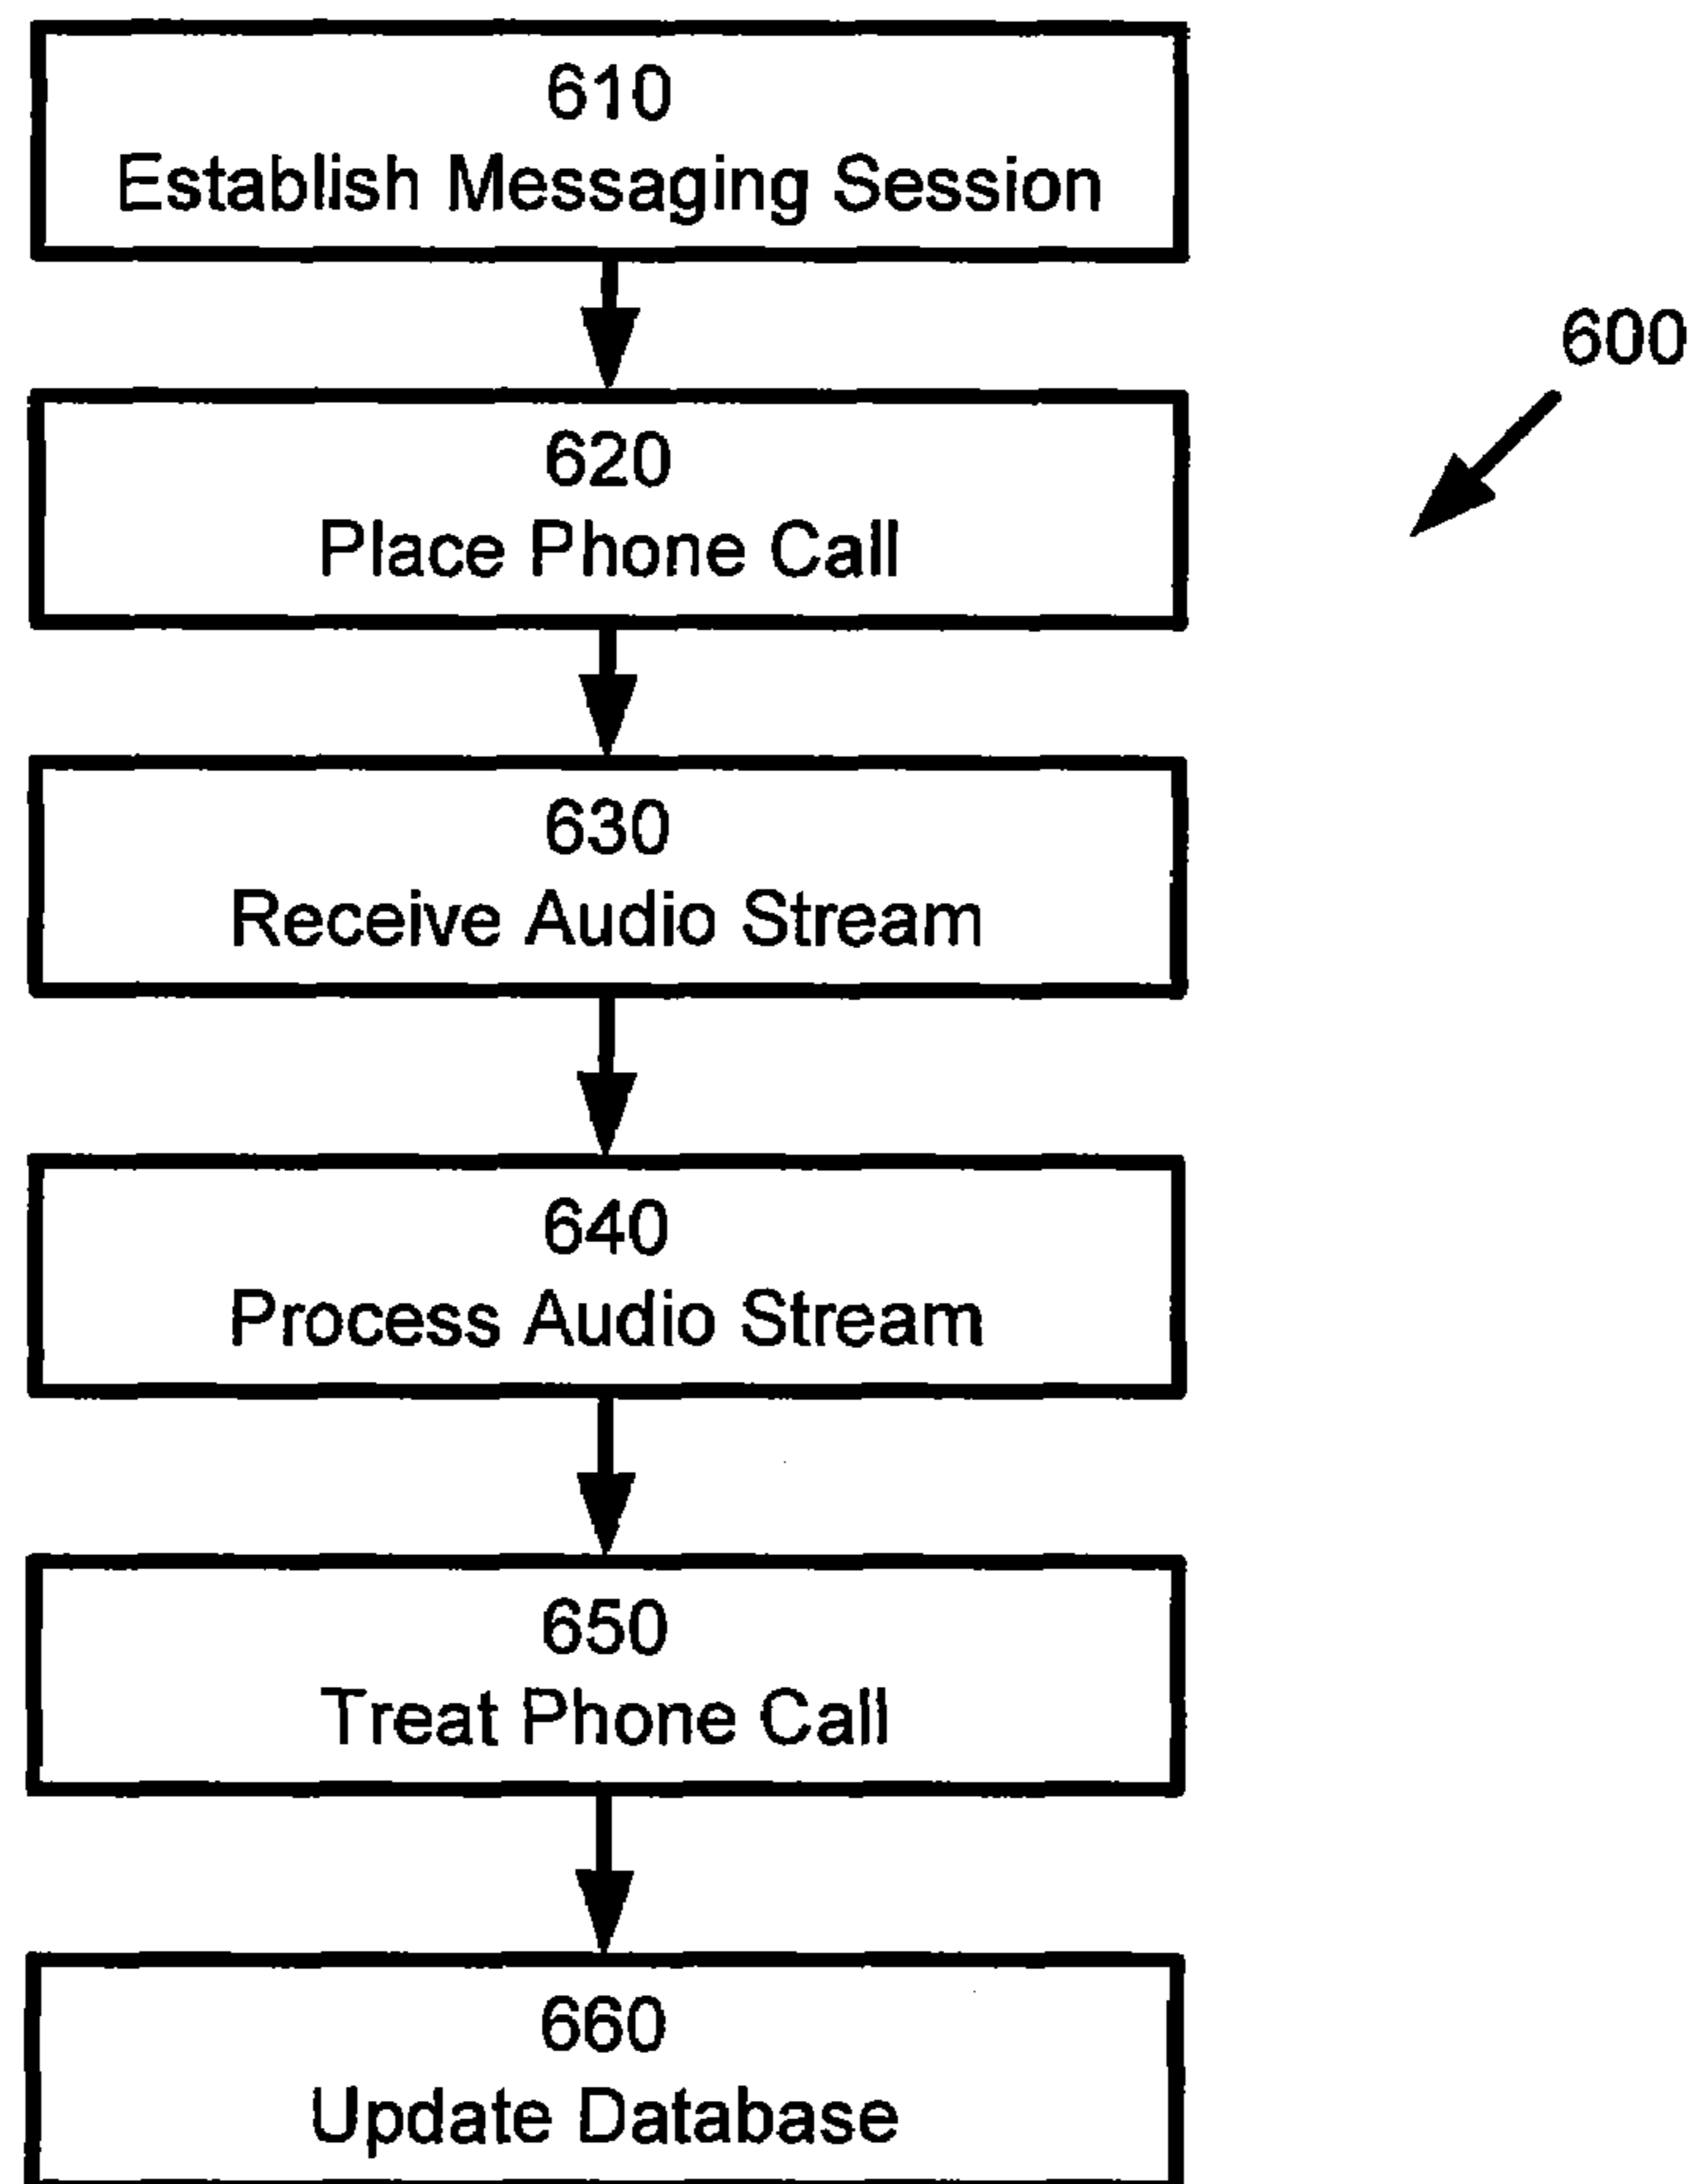 610
Establish Messaging Session
600
620
Place Phone Call
630
Receive Audio Stream
640
Process Audio Stream
650
Treat Phone Call
660
Update Database